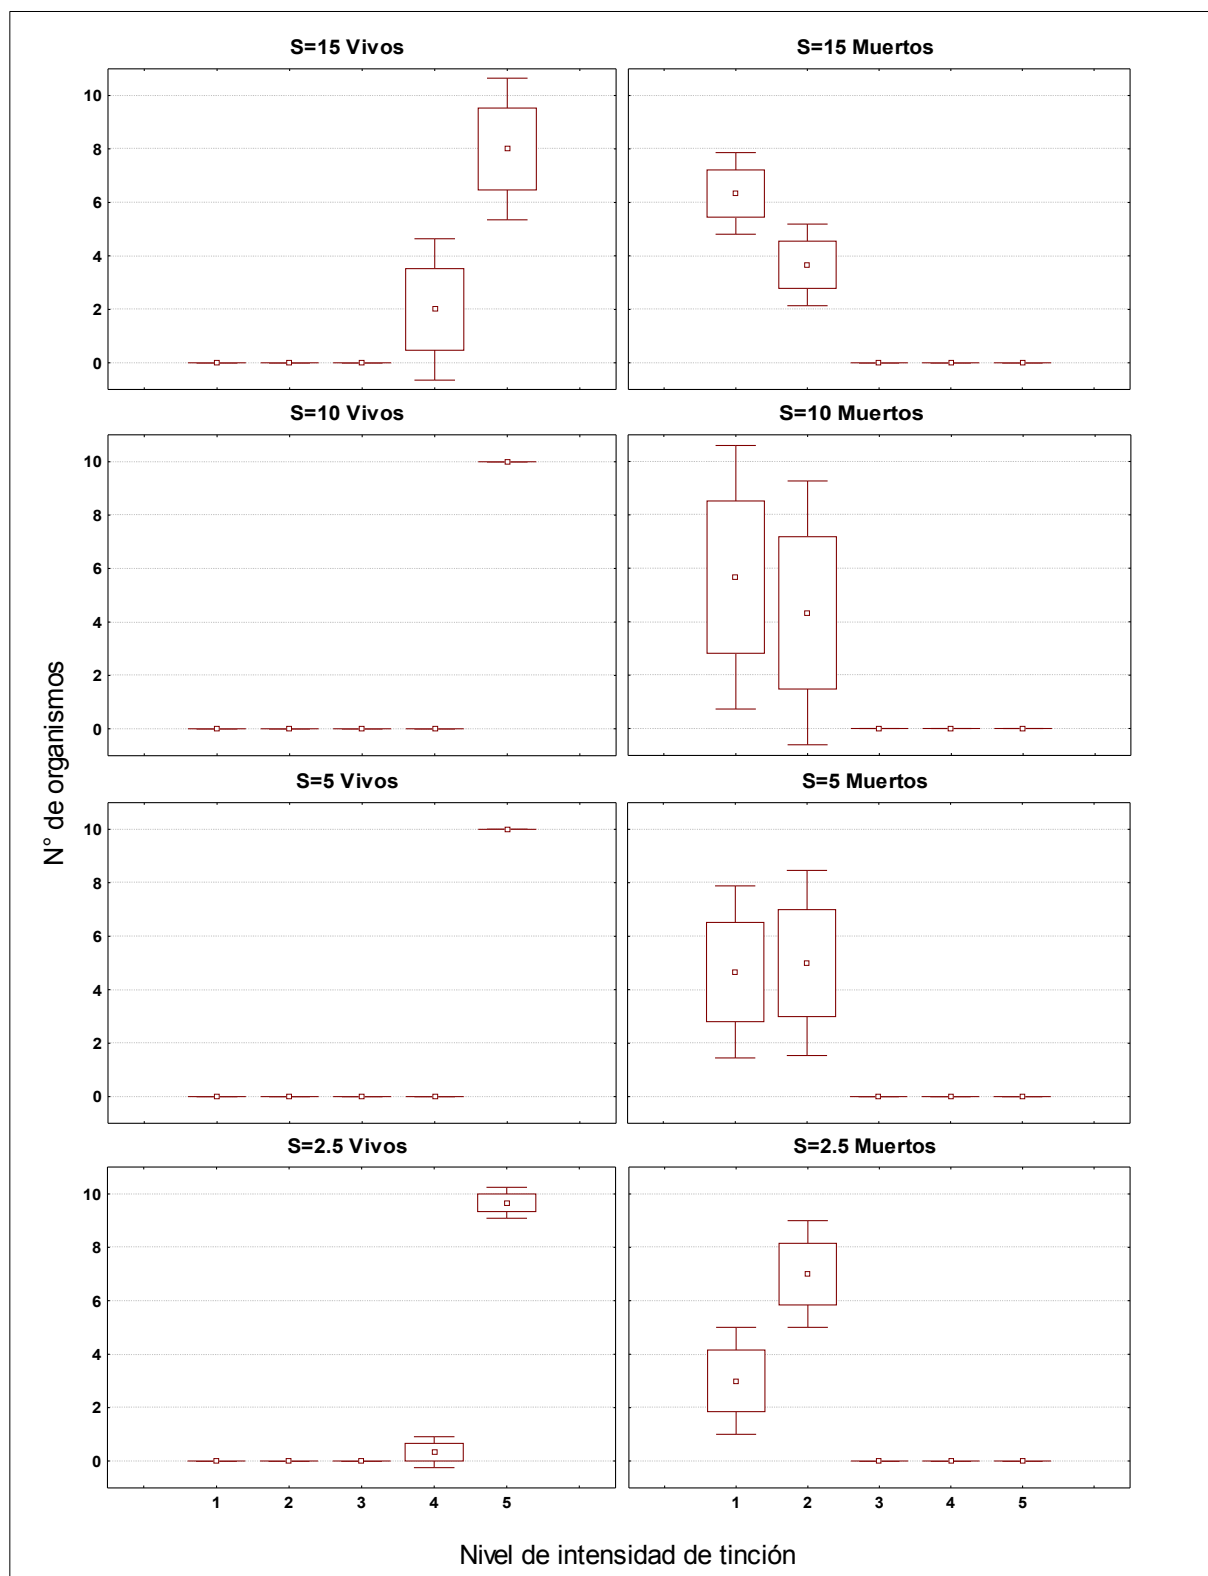 S=15 Vivos
S=15 Muertos
10
8
6
4
2
0
S=10 Vivos
S=10 Muertos
10
8
6
4
2
0
S=5 Vivos
S=5 Muertos
10
8
6
4
2
0
S=2.5 Vivos
S=2.5 Muertos
10
8
6
4
2
0
1 2 3 4 5
1 2 3 4 5
N° de organismos
Nivel de intensidad de tinción